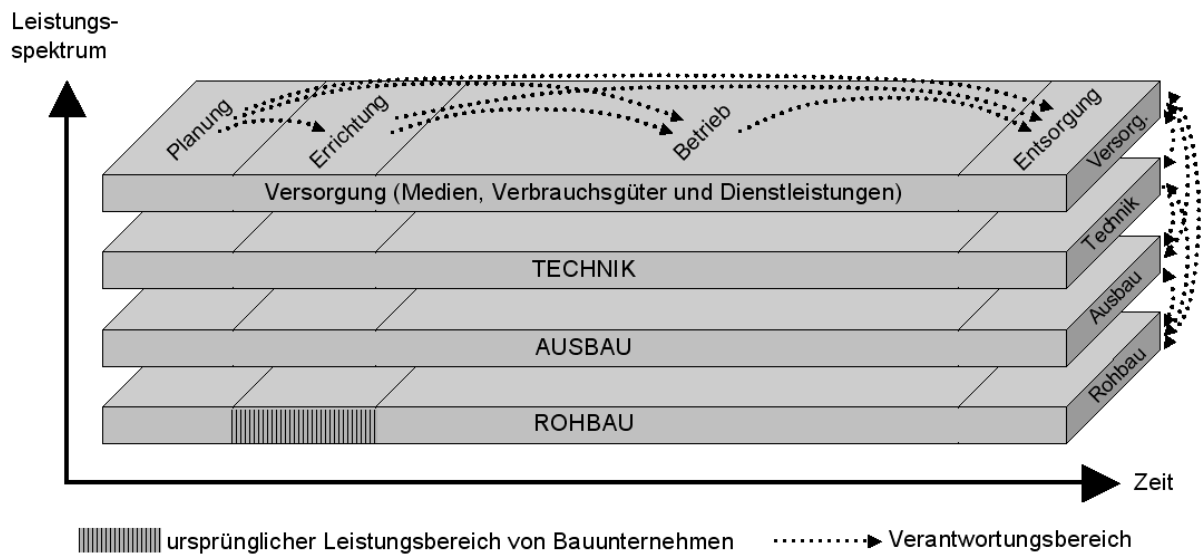 Leistungs-
spektrum
Planung
Errichtung
Betrieb
Entsorgung
Versorg.
Versorgung (Medien, Verbrauchsgüter und Dienstleistungen)
Technik
TECHNIK
Ausbau
AUSBAU
Rohbau
ROHBAU
Zeit
ursprünglicher Leistungsbereich von Bauunternehmen
Verantwortungsbereich